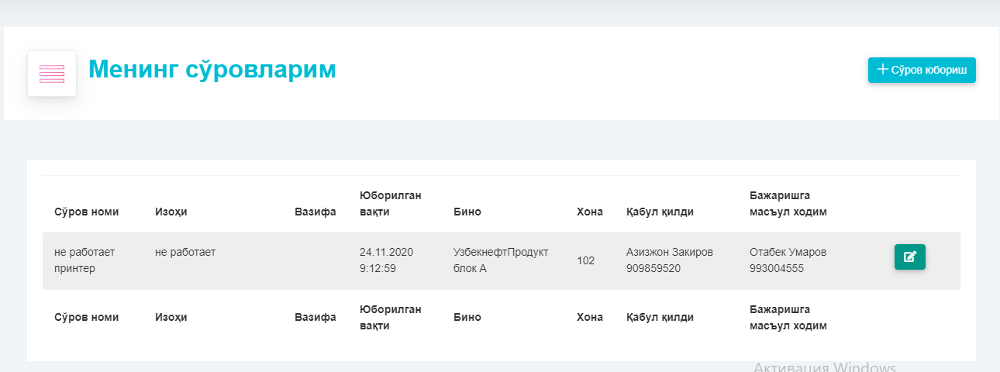 Менинг сўровларим
Сўров юбориш
Сўров номи Изоҳи Вазифа Юборилган вақти Бино Хона Қабул қилди Бажаришга масъул ходим
не работает принтер не работает 24.11.2020 9:12:59 УзбекнефтПродукт блок А 102 Азизжон Закиров 909859520 Отабек Умаров 993004555
Сўров номи Изоҳи Вазифа Юборилган вақти Бино Хона Қабул қилди Бажаришга масъул ходим
Активация Windows